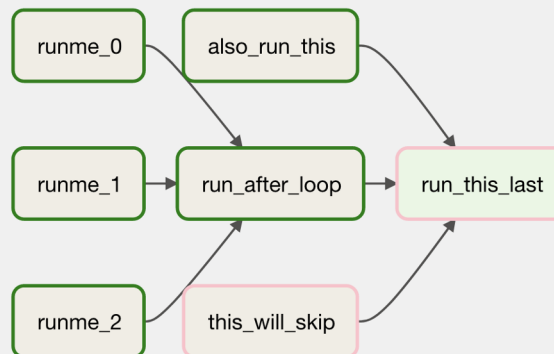 runme_0
also_run_this
runme_1
run_after_loop
run_this_last
runme_2
this_will_skip